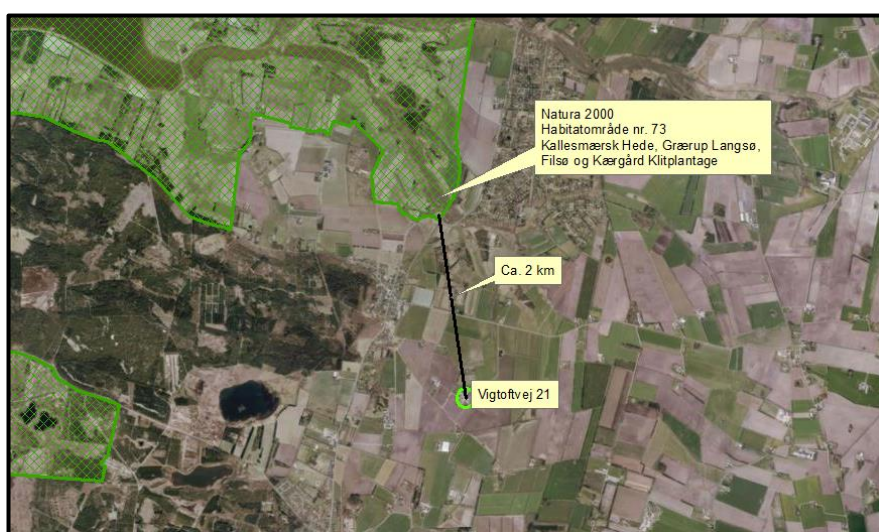 Natura 2000
Habitatområde nr. 73
Kallesmærsk Hede, Grærup Langsø,
Filsø og Kærgård Klitplantage
Ca. 2 km
Vigtoftvej 21